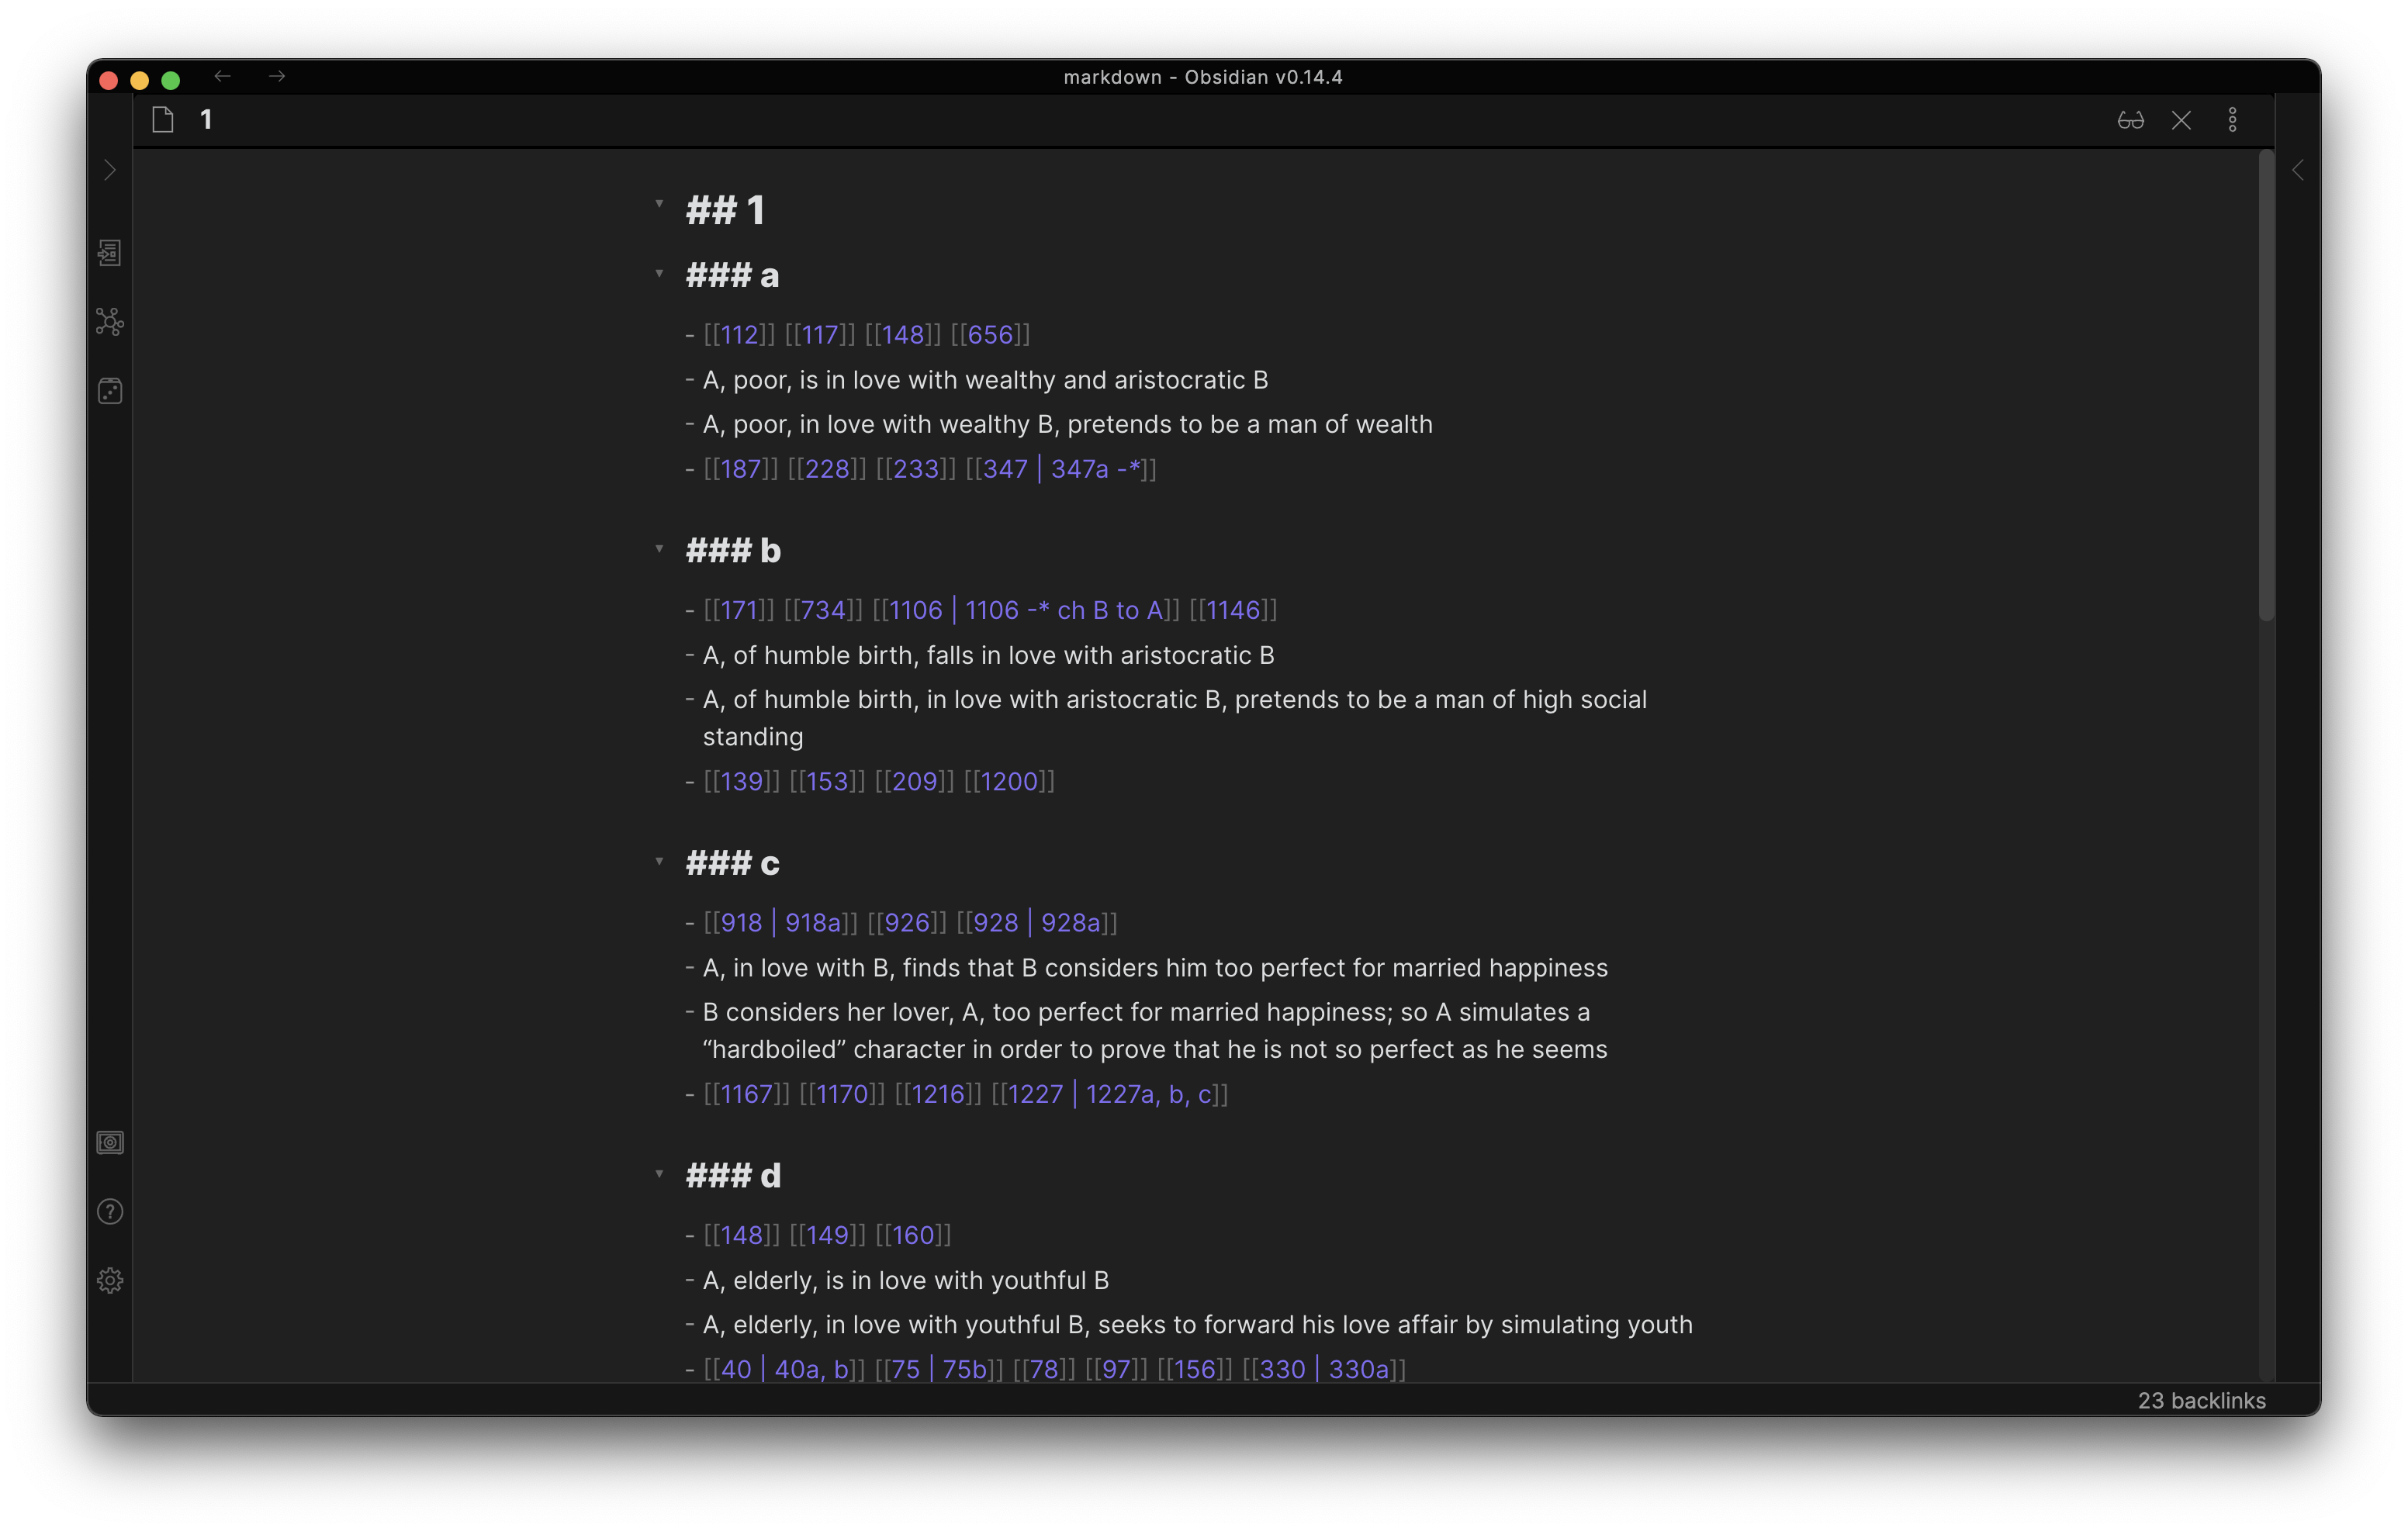 markdown - Obsidian v0.14.4
1
## 1
### a
- [[112]] [[117]] [[148]] [[656]]
- A, poor, is in love with wealthy and aristocratic B
- A, poor, in love with wealthy B, pretends to be a man of wealth
- [[187]] [[228]] [[233]] [[347 | 347a -*]]
### b
- [[171]] [[734]] [[1106 | 1106 -* ch B to A]] [[1146]]
- A, of humble birth, falls in love with aristocratic B
- A, of humble birth, in love with aristocratic B, pretends to be a man of high social
standing
- [[139]] [[153]] [[209]] [[1200]]
### c
- [[918 | 918a]] [[926]] [[928 | 928a]]
- A, in love with B, finds that B considers him too perfect for married happiness
- B considers her lover, A, too perfect for married happiness; so A simulates a
“hardboiled” character in order to prove that he is not so perfect as he seems
- [[1167]] [[1170]] [[1216]] [[1227 | 1227a, b, c]]
### d
- [[148]] [[149]] [[160]]
- A, elderly, is in love with youthful B
- A, elderly, in love with youthful B, seeks to forward his love affair by simulating youth
- [[40 | 40a, b]] [[75 | 75b]] [[78]] [[97]] [[156]] [[330 | 330a]]
23 backlinks